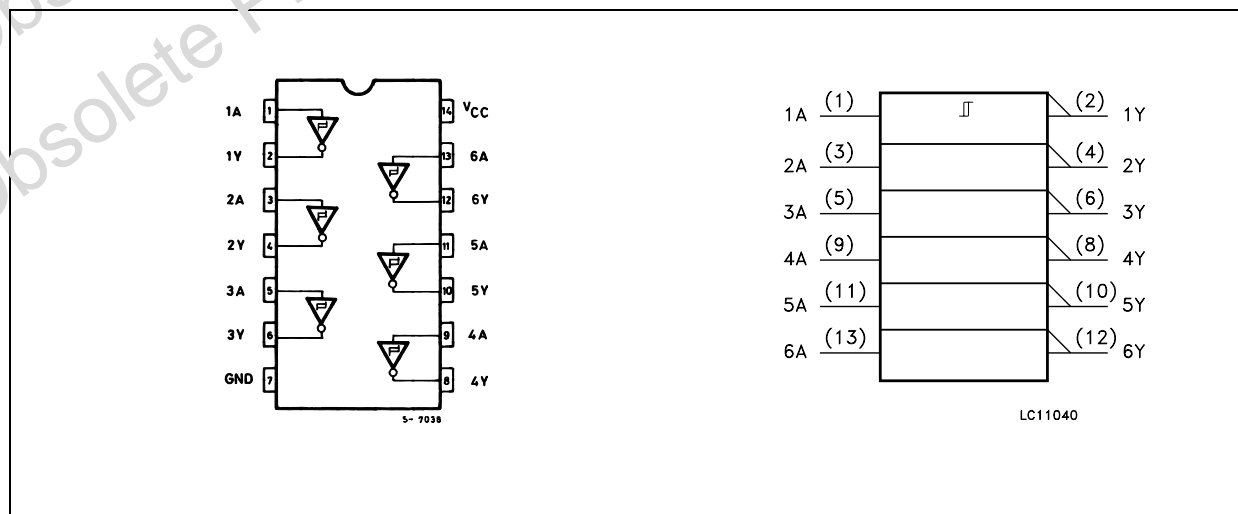 obsolete P
obsolete
1A 1 14 VCC
1Y 2 13 6A
2A 3 12 6Y
2Y 4 11 5A
3A 5 10 5Y
3Y 6 9 4A
GND 7 8 4Y
5- 7038
1A (1) (2) 1Y
2A (3) (4) 2Y
3A (5) (6) 3Y
4A (9) (8) 4Y
5A (11) (10) 5Y
6A (13) (12) 6Y
LC11040